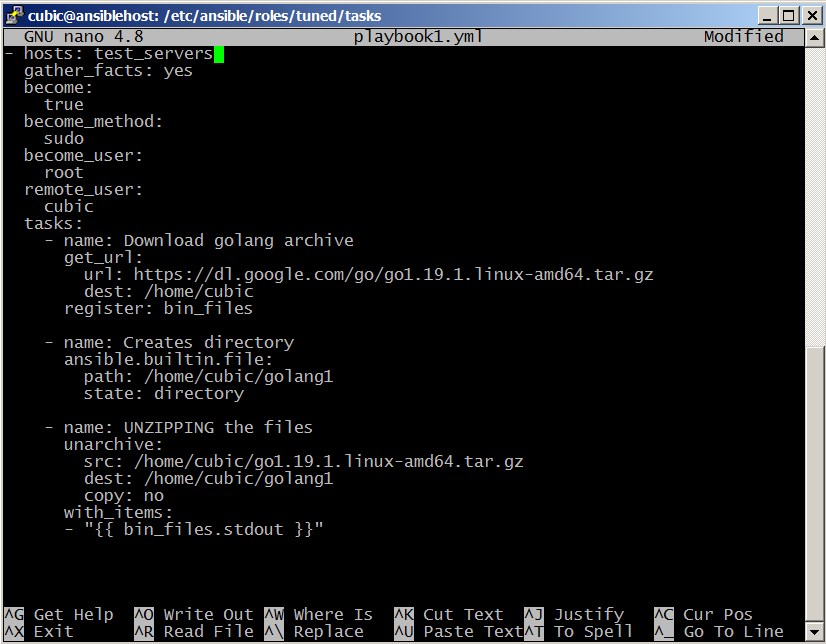 cubic@ansiblehost: /etc/ansible/roles/tuned/tasks
GNU nano 4.8 playbook1.yml Modified
- hosts: test_servers
  gather_facts: yes
  become:
    true
  become_method:
    sudo
  become_user:
    root
  remote_user:
    cubic
  tasks:
    - name: Download golang archive
      get_url:
        url: https://dl.google.com/go/go1.19.1.linux-amd64.tar.gz
        dest: /home/cubic
      register: bin_files

    - name: Creates directory
      ansible.builtin.file:
        path: /home/cubic/golang1
        state: directory

    - name: UNZIPPING the files
      unarchive:
        src: /home/cubic/go1.19.1.linux-amd64.tar.gz
        dest: /home/cubic/golang1
        copy: no
      with_items:
      - "{{ bin_files.stdout }}"

^G Get Help ^O Write Out ^W Where Is ^K Cut Text ^J Justify ^C Cur Pos
^X Exit ^R Read File ^\ Replace ^U Paste Text ^T To Spell ^_ Go To Line